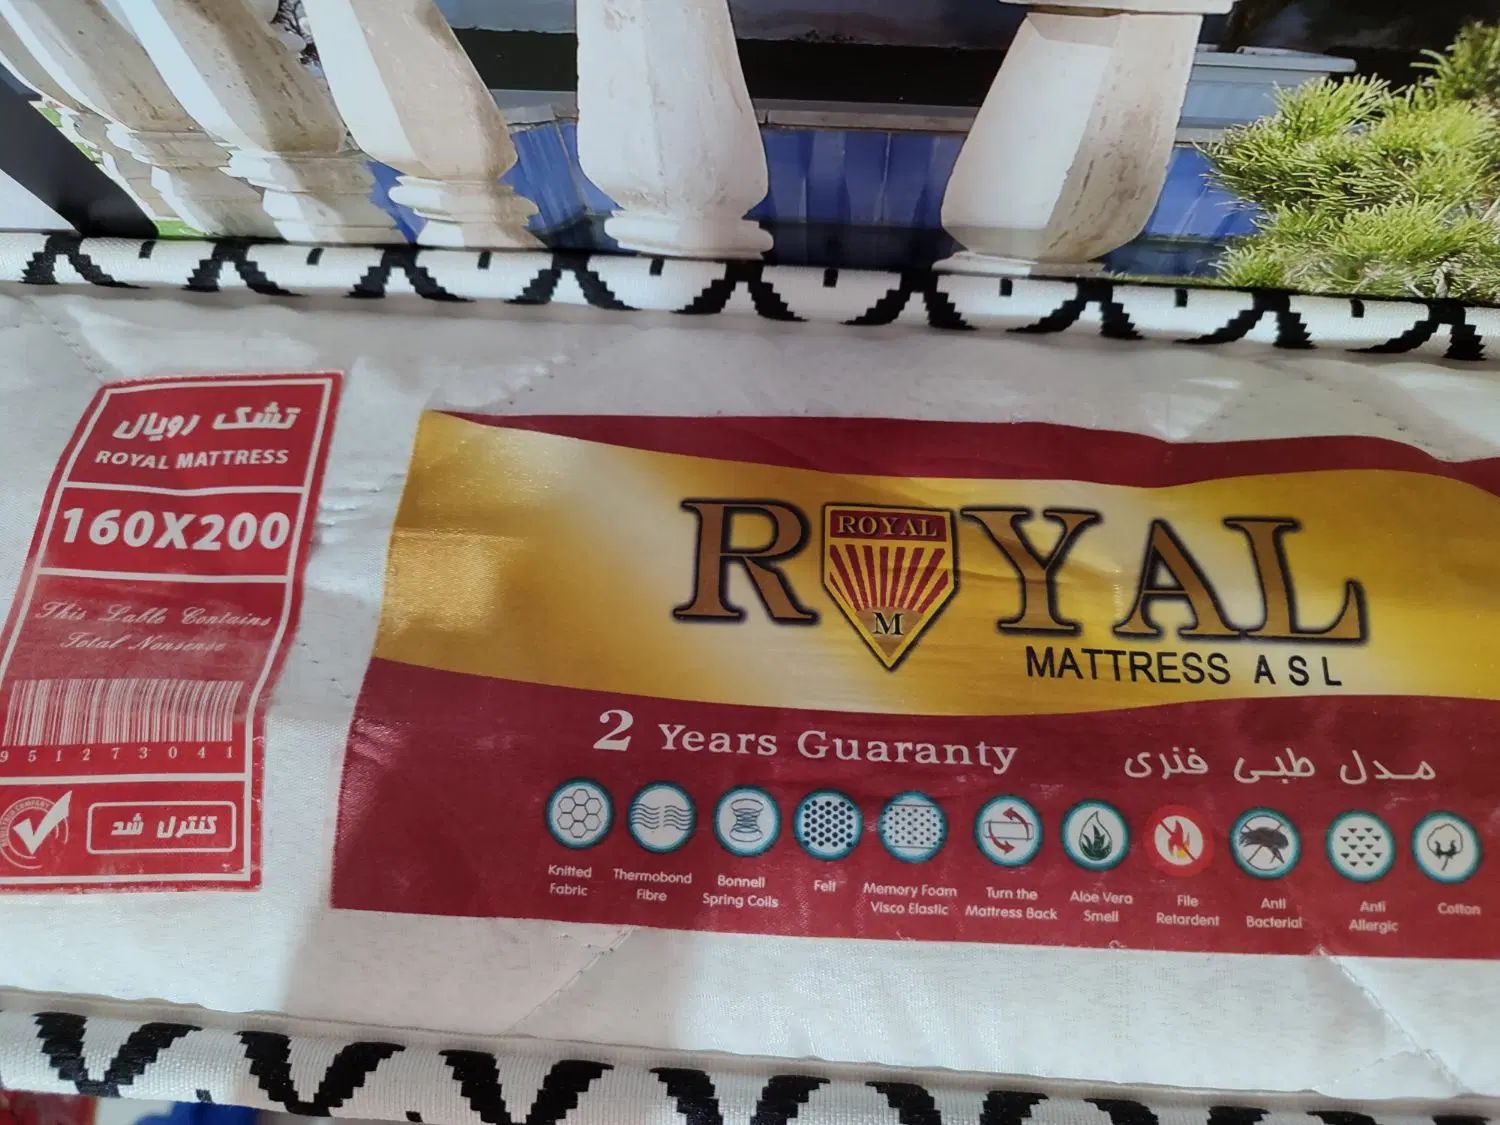 تشک رویال
ROYAL MATTRESS
160X200
This Lable Contains
Total Nonsense
9 5 1 2 7 3 0 4 1
کنترل شد
ROYAL
ROYAL
M
MATTRESS A S L
2 Years Guaranty
مدل طبی فنری
Knitted
Fabric
Thermobond
Fibre
Bonnell
Spring Coils
Felt
Memory Foam
Visco Elastic
Turn the
Mattress Back
Aloe Vera
Smell
File
Retardent
Anti
Bacterial
Anti
Allergic
Cotton